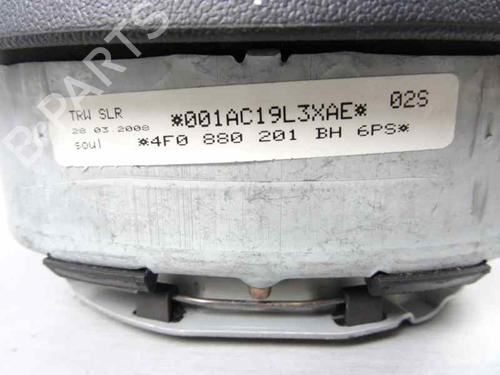 TRW SLR *001AC19L3XAE* 02S
28 03.2008
soul *4F0 880 201 BH 6PS*
B-PARTS